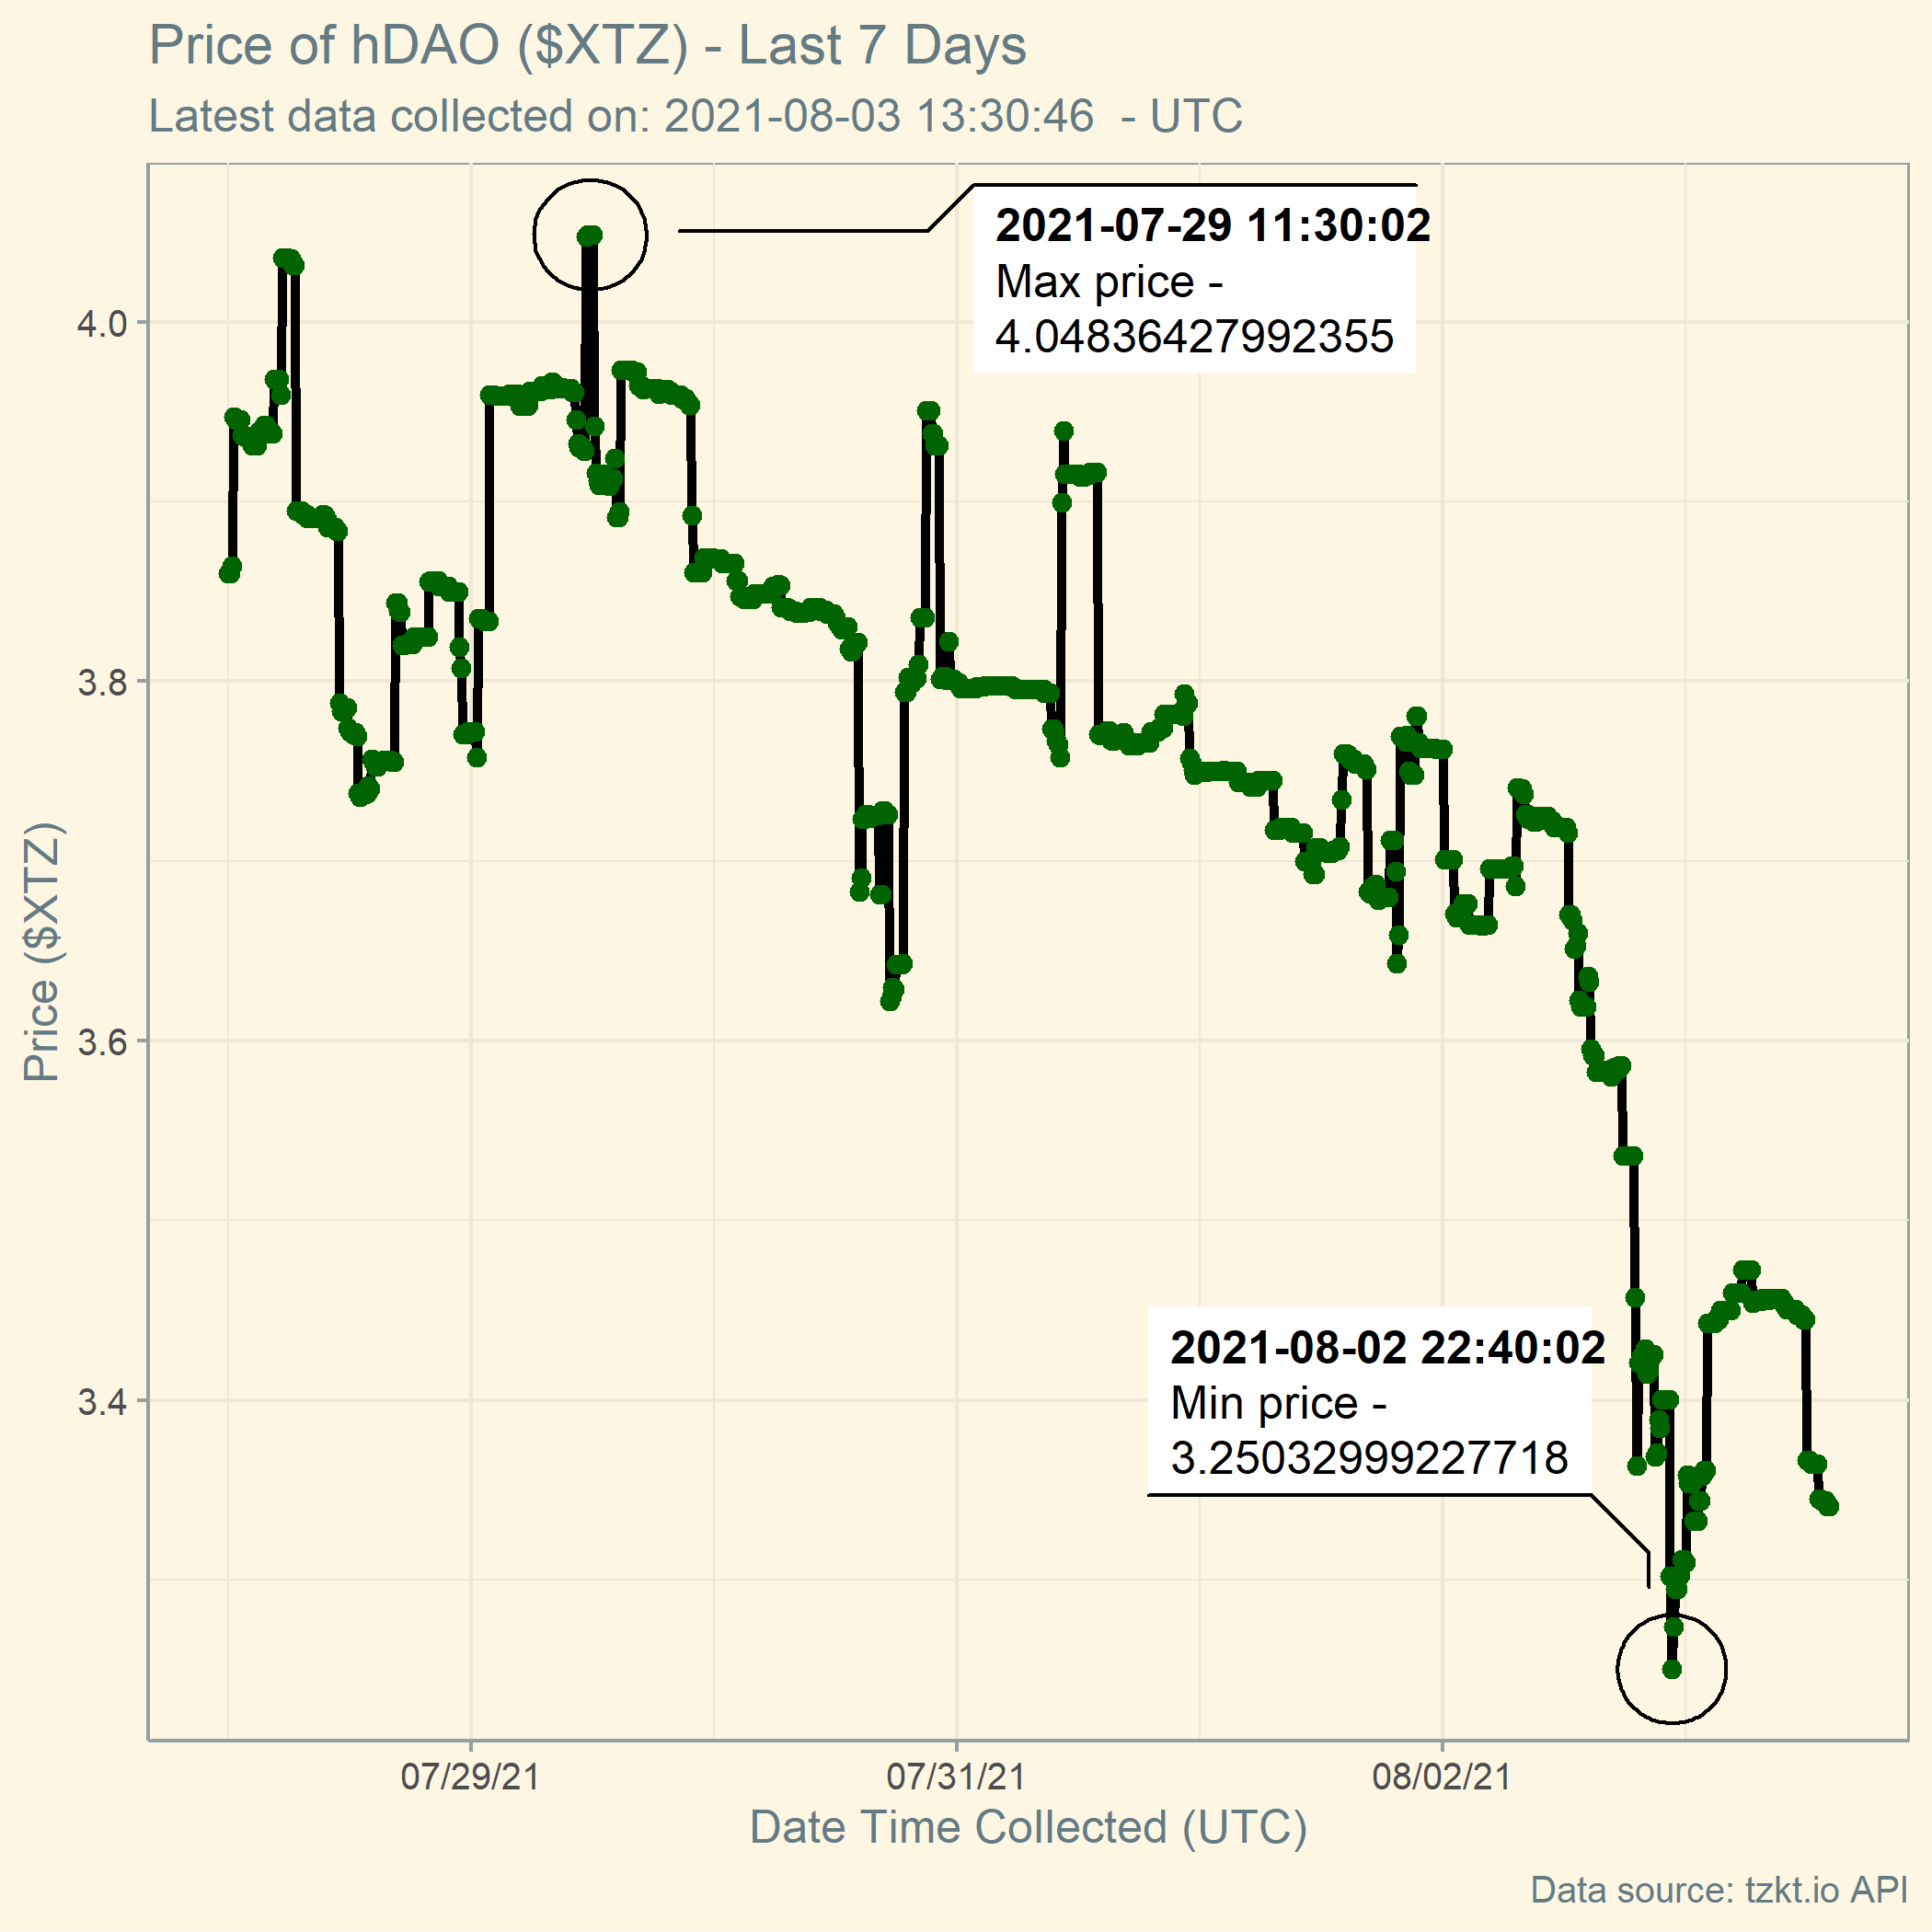 Price of hDAO ($XTZ) - Last 7 Days
Latest data collected on: 2021-08-03 13:30:46  - UTC
2021-07-29 11:30:02
Max price -
4.04836427992355
4.0
3.8
3.6
3.4
Price ($XTZ)
2021-08-02 22:40:02
Min price -
3.25032999227718
07/29/21
07/31/21
08/02/21
Date Time Collected (UTC)
Data source: tzkt.io API